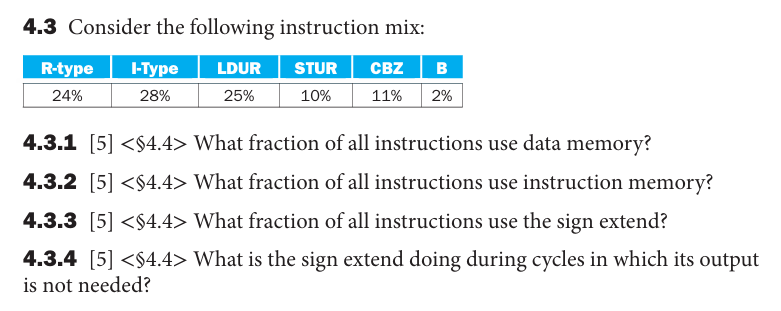 4.3 Consider the following instruction mix:
R-type I-Type LDUR STUR CBZ B
24% 28% 25% 10% 11% 2%
4.3.1 [5] <§4.4> What fraction of all instructions use data memory?
4.3.2 [5] <§4.4> What fraction of all instructions use instruction memory?
4.3.3 [5] <§4.4> What fraction of all instructions use the sign extend?
4.3.4 [5] <§4.4> What is the sign extend doing during cycles in which its output
is not needed?